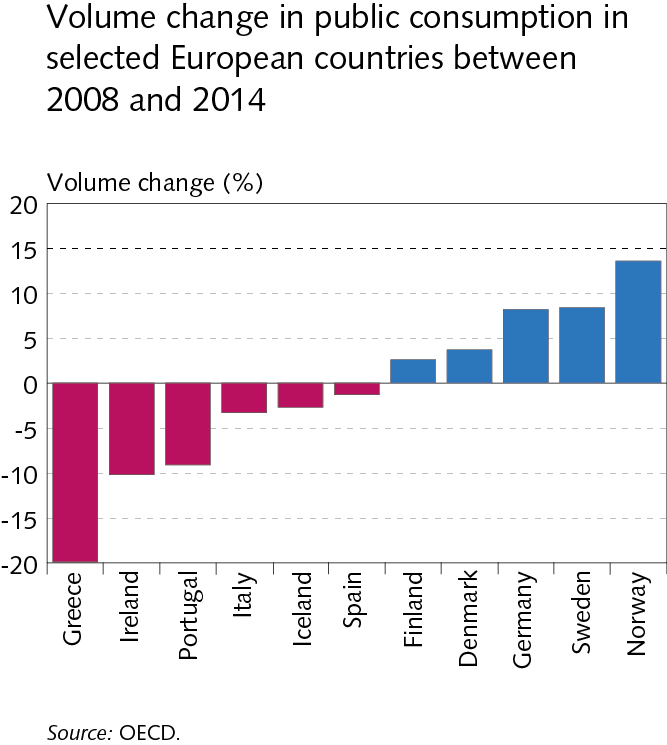 Volume change in public consumption in
selected European countries between
2008 and 2014
Volume change (%)
20
15
10
5
0
-5
-10
-15
-20
Greece
Ireland
Portugal
Italy
Iceland
Spain
Finland
Denmark
Germany
Sweden
Norway
Source: OECD.